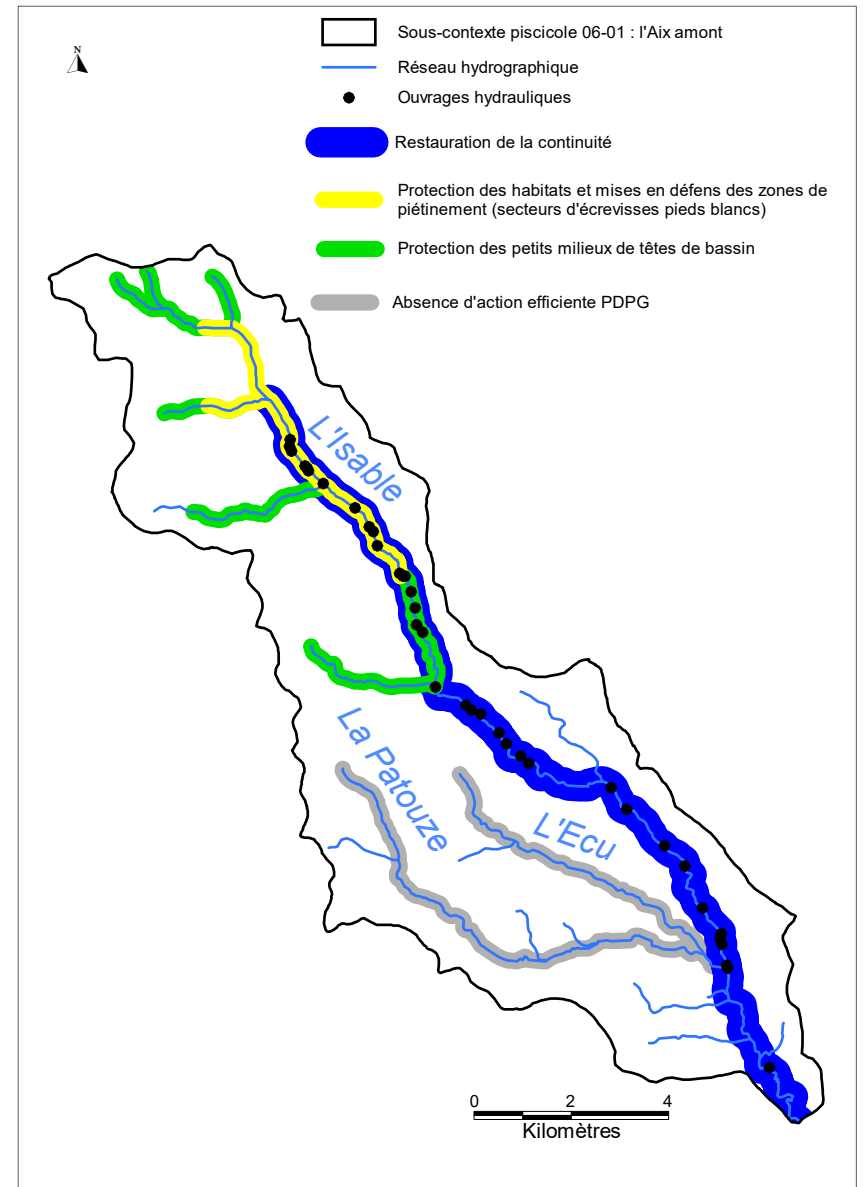 N
Sous-contexte piscicole 06-01 : l'Aix amont
Réseau hydrographique
Ouvrages hydrauliques
Restauration de la continuité
Protection des habitats et mises en défens des zones de
piétinement (secteurs d'écrevisses pieds blancs)
Protection des petits milieux de têtes de bassin
Absence d'action efficiente PDPG
L'Isable
La Patouze
L'Ecu
0 2 4
Kilomètres